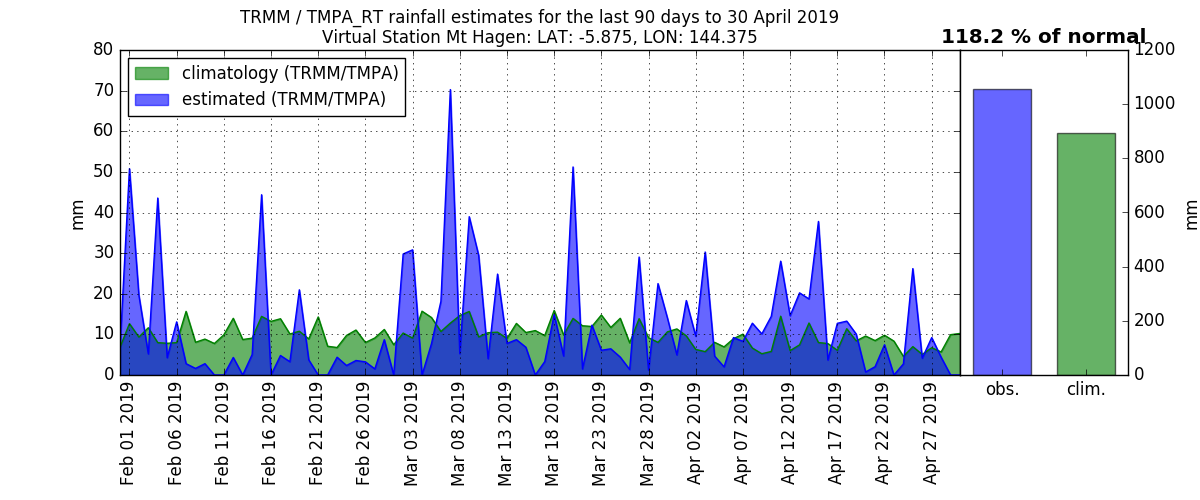 TRMM / TMPA_RT rainfall estimates for the last 90 days to 30 April 2019
Virtual Station Mt Hagen: LAT: -5.875, LON: 144.375
118.2 % of normal
climatology (TRMM/TMPA)
estimated (TRMM/TMPA)
mm
80
70
60
50
40
30
20
10
0
Feb 01 2019
Feb 06 2019
Feb 11 2019
Feb 16 2019
Feb 21 2019
Feb 26 2019
Mar 03 2019
Mar 08 2019
Mar 13 2019
Mar 18 2019
Mar 23 2019
Mar 28 2019
Apr 02 2019
Apr 07 2019
Apr 12 2019
Apr 17 2019
Apr 22 2019
Apr 27 2019
obs.
clim.
1200
1000
800
600
400
200
0
mm